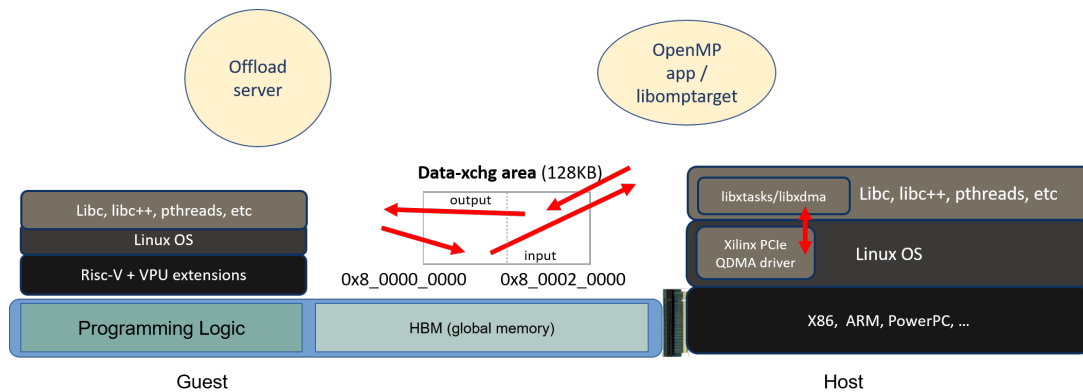 Offload
server
OpenMP
app /
libomptarget
Data-xchg area (128KB)
output
input
0x8_0000_0000
0x8_0002_0000
Libc, libc++, pthreads, etc
Linux OS
Risc-V + VPU extensions
Programming Logic
HBM (global memory)
Guest
libxtasks/libxdma
Libc, libc++, pthreads, etc
Xilinx PCIe
QDMA driver
Linux OS
X86, ARM, PowerPC, ...
Host